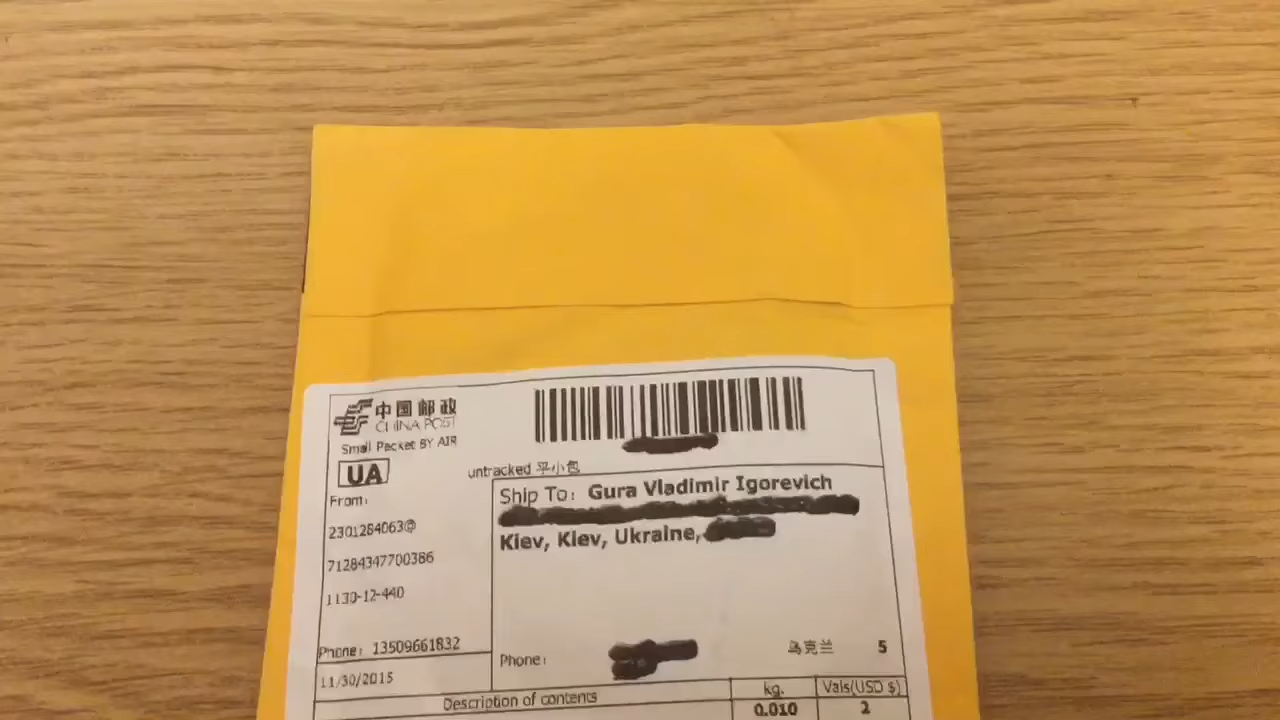 中国邮政
CHINA POST
Small Packet BY AIR
UA
untracked 平小包
From:
2301284063@
71284347700386
1130-12-440
Phone: 13509661832
11/30/2015
Ship To: Gura Vladimir Igorevich
Kiev, Kiev, Ukraine,
Phone:
乌克兰 5
Description of contents kg. Vals(USD $)
0.010 2